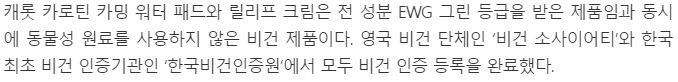 캐롯 카로틴 카밍 워터 패드와 릴리프 크림은 전 성분 EWG 그린 등급을 받은 제품임과 동시
에 동물성 원료를 사용하지 않은 비건 제품이다. 영국 비건 단체인 '비건 소사이어티'와 한국
최초 비건 인증기관인 '한국비건인증원'에서 모두 비건 인증 등록을 완료했다.